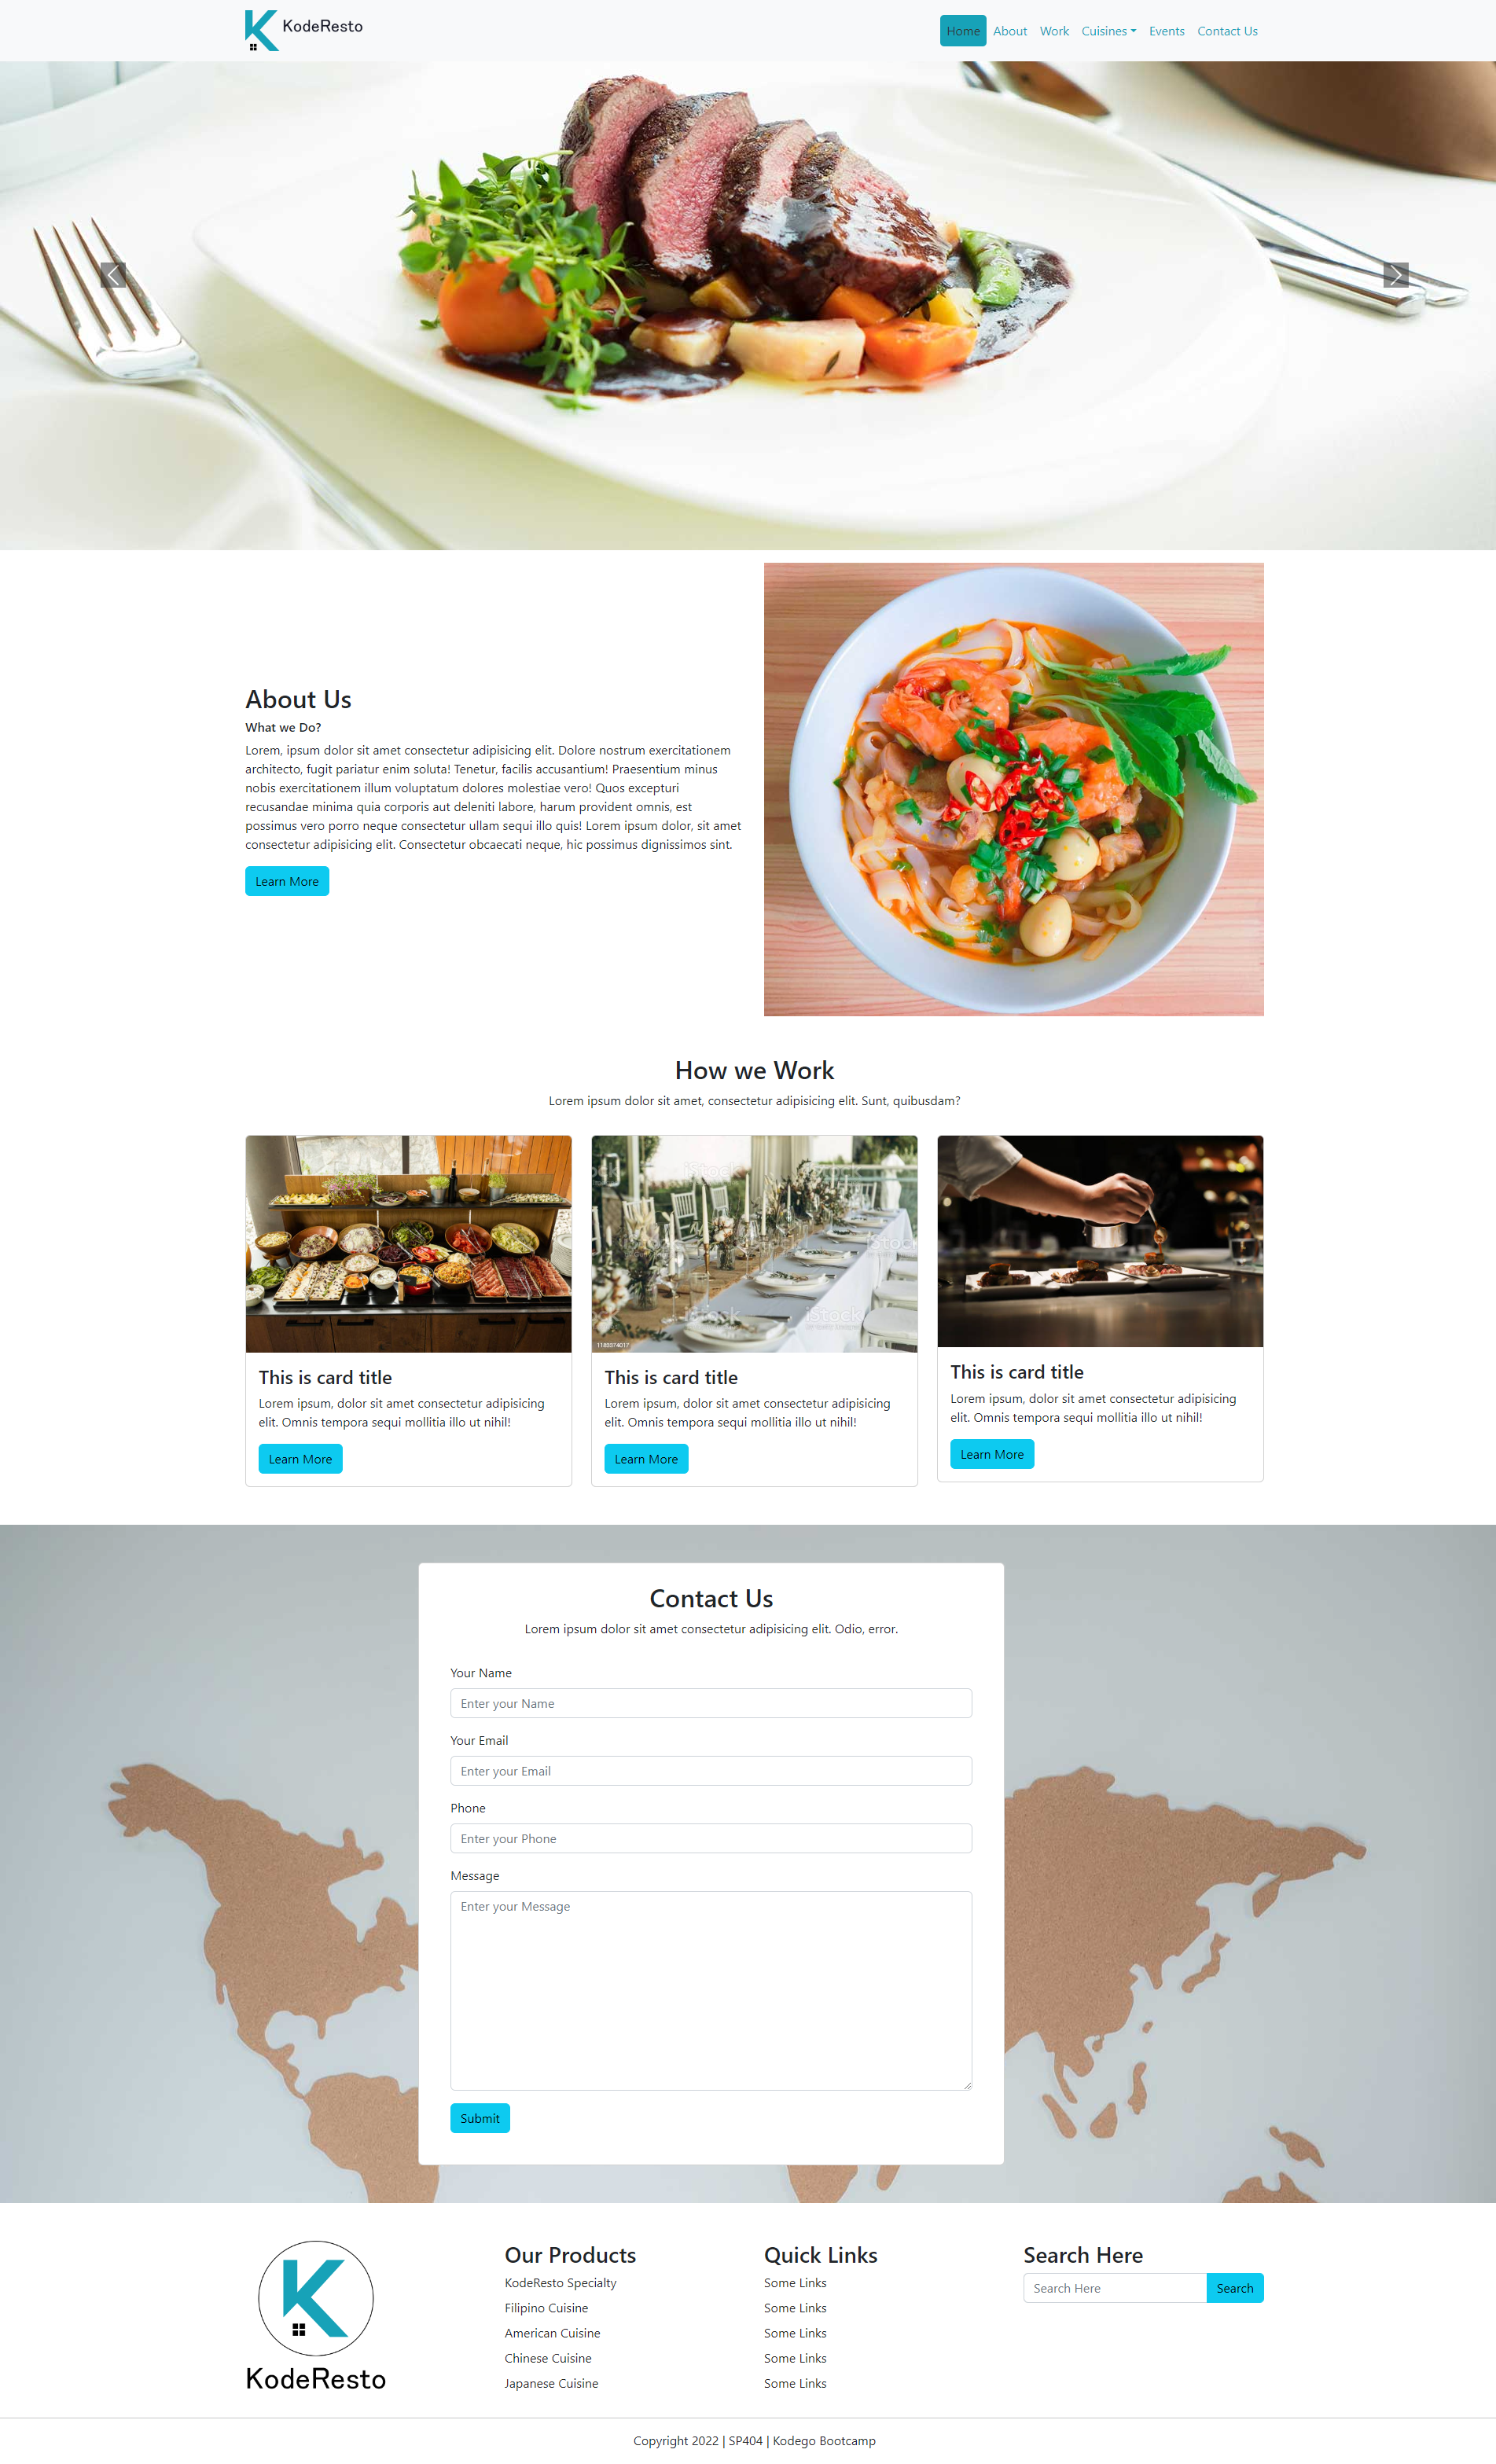 KodeResto
Home About Work Cuisines Events Contact Us
About Us
What we Do?
Lorem, ipsum dolor sit amet consectetur adipisicing elit. Dolore nostrum exercitationem
architecto, fugit pariatur enim soluta! Tenetur, facilis accusantium! Praesentium minus
nobis exercitationem illum voluptatum dolores molestiae vero! Quos excepturi
recusandae minima quia corporis aut deleniti labore, harum provident omnis, est
possimus vero porro neque consectetur ullam sequi illo quis! Lorem ipsum dolor, sit amet
consectetur adipisicing elit. Consectetur obcaecati neque, hic possimus dignissimos sint.
Learn More
How we Work
Lorem ipsum dolor sit amet, consectetur adipisicing elit. Sunt, quibusdam?
iStock
iStock
iStock
iStock
This is card title
Lorem ipsum, dolor sit amet consectetur adipisicing
elit. Omnis tempora sequi mollitia illo ut nihil!
Learn More
This is card title
Lorem ipsum, dolor sit amet consectetur adipisicing
elit. Omnis tempora sequi mollitia illo ut nihil!
Learn More
This is card title
Lorem ipsum, dolor sit amet consectetur adipisicing
elit. Omnis tempora sequi mollitia illo ut nihil!
Learn More
Contact Us
Lorem ipsum dolor sit amet consectetur adipisicing elit. Odio, error.
Your Name
Enter your Name
Your Email
Enter your Email
Phone
Enter your Phone
Message
Enter your Message
Submit
KodeResto
Our Products
KodeResto Specialty
Filipino Cuisine
American Cuisine
Chinese Cuisine
Japanese Cuisine
Quick Links
Some Links
Some Links
Some Links
Some Links
Some Links
Search Here
Search Here Search
Copyright 2022 | SP404 | Kodego Bootcamp